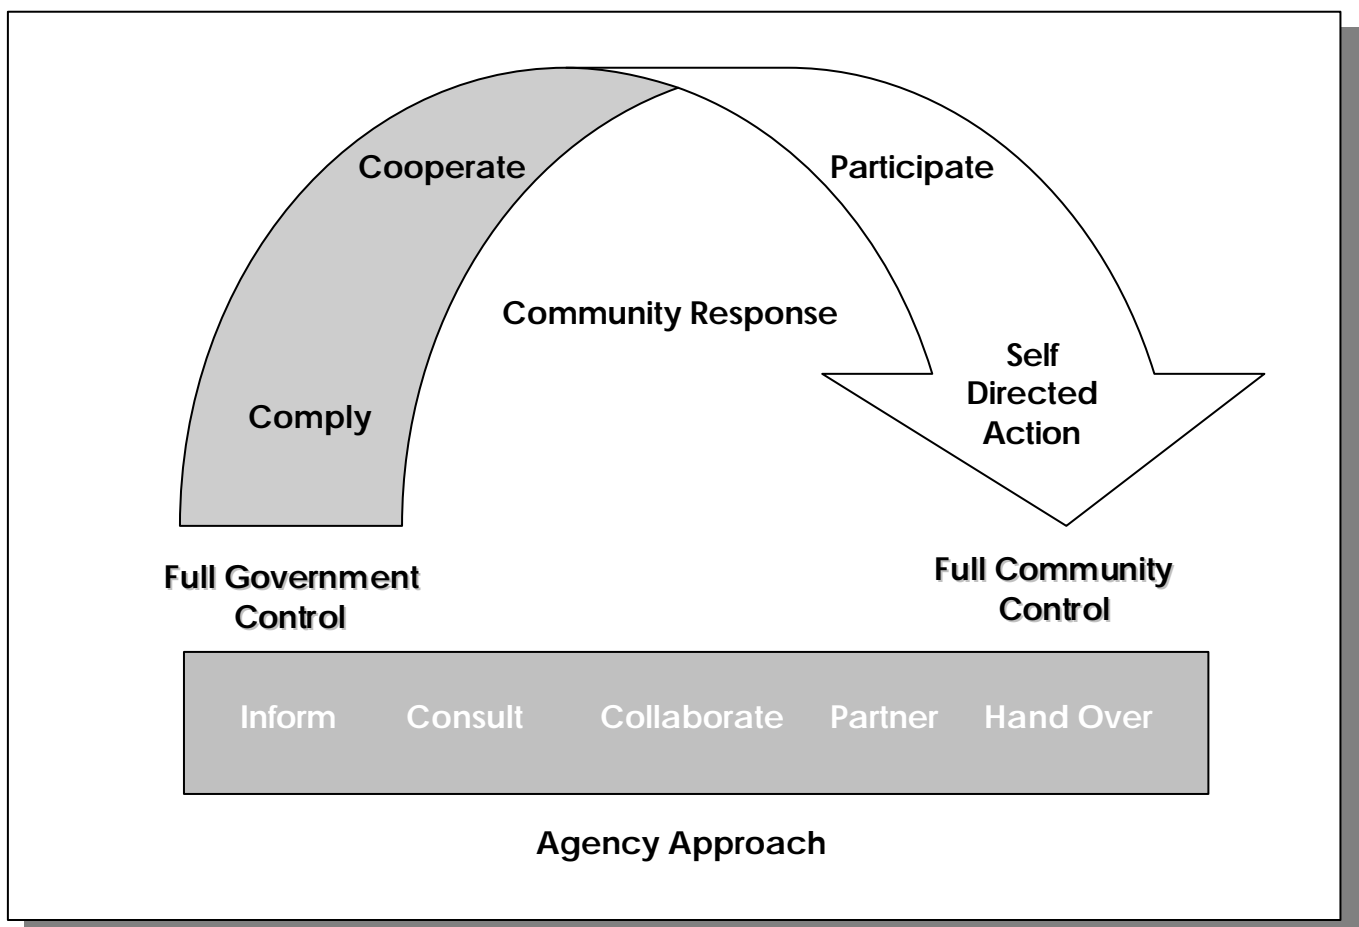 Cooperate
Participate
Community Response
Self
Directed
Action
Comply
Full Government
Control
Full Community
Control
Inform Consult Collaborate Partner Hand Over
Agency Approach